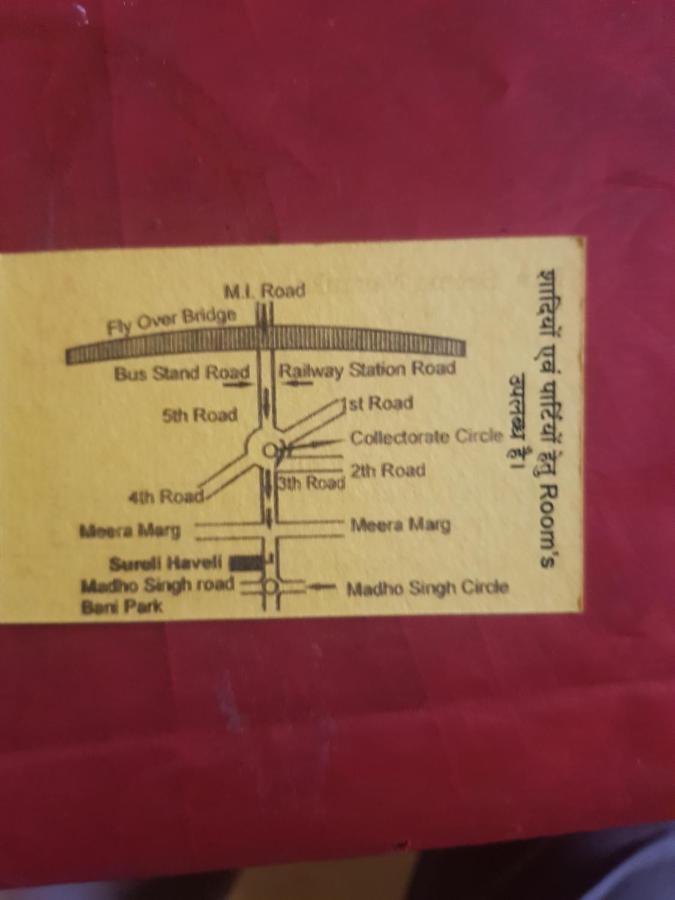 M.I. Road
Fly Over Bridge
Bus Stand Road
Railway Station Road
5th Road
1st Road
Collectorate Circle
2th Road
3th Road
4th Road
Meera Marg
Meera Marg
Sureli Haveli
Madho Singh road
Madho Singh Circle
Bani Park
शादियों एवं पार्टियों हेतु Room's
उपलब्ध है।